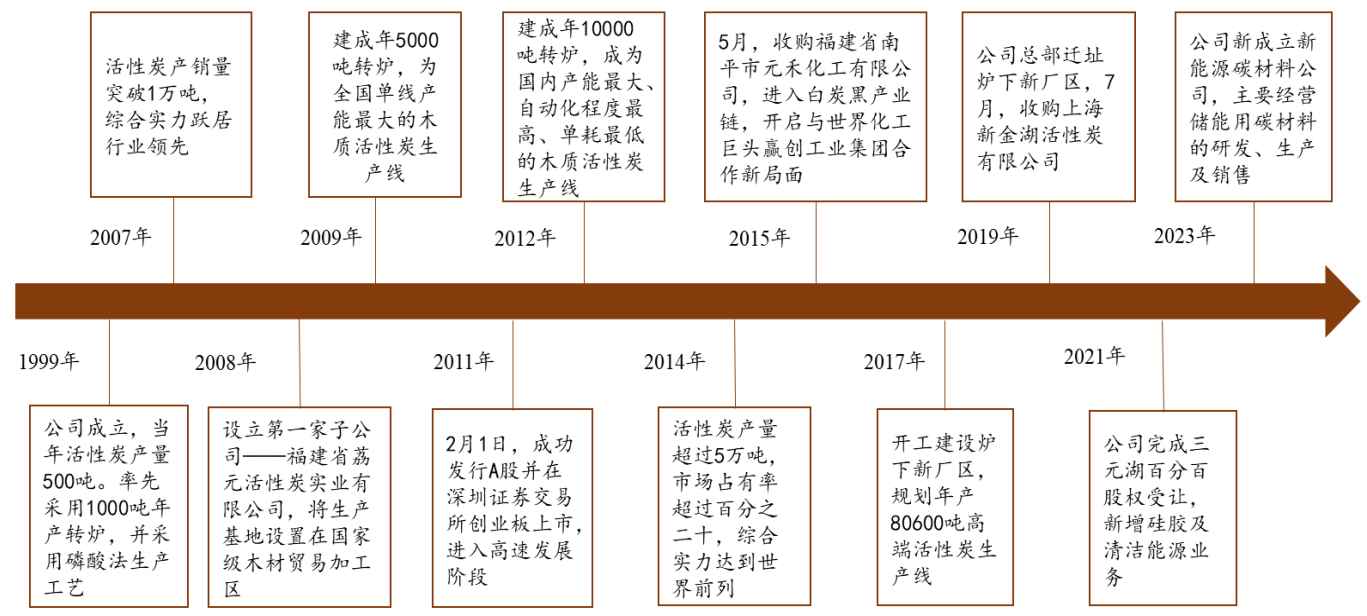 活性炭产销量
突破1万吨，
综合实力跃居
行业领先
2007年
建成年5000
吨转炉，为
全国单线产
能最大的木
质活性炭生
产线
2009年
建成年10000
吨转炉，成为
国内产能最大、
自动化程度最
高、单耗最低
的木质活性炭
生产线
2012年
5月，收购福建省南
平市元禾化工有限公
司，进入白炭黑产业
链，开启与世界化工
巨头赢创工业集团合
作新局面
2015年
公司总部迁址
炉下新厂区，7
月，收购上海
新金湖活性炭
有限公司
2019年
公司新成立新
能源碳材料公
司，主要经营
储能用碳材料
的研发、生产
及销售
2023年
1999年
公司成立，当
年活性炭产量
500吨。率先
采用1000吨年
产转炉，并采
用磷酸法生产
工艺
2008年
设立第一家子公
司——福建省荔
元活性炭实业有
限公司，将生产
基地设置在国家
级木材贸易加工
区
2011年
2月1日，成功
发行A股并在
深圳证券交易
所创业板上市，
进入高速发展
阶段
2014年
活性炭产量
超过5万吨，
市场占有率
超过百分之
二十，综合
实力达到世
界前列
2017年
开工建设炉
下新厂区，
规划年产
80600吨高
端活性炭生
产线
2021年
公司完成三
元湖百分百
股权受让，
新增硅胶及
清洁能源业
务